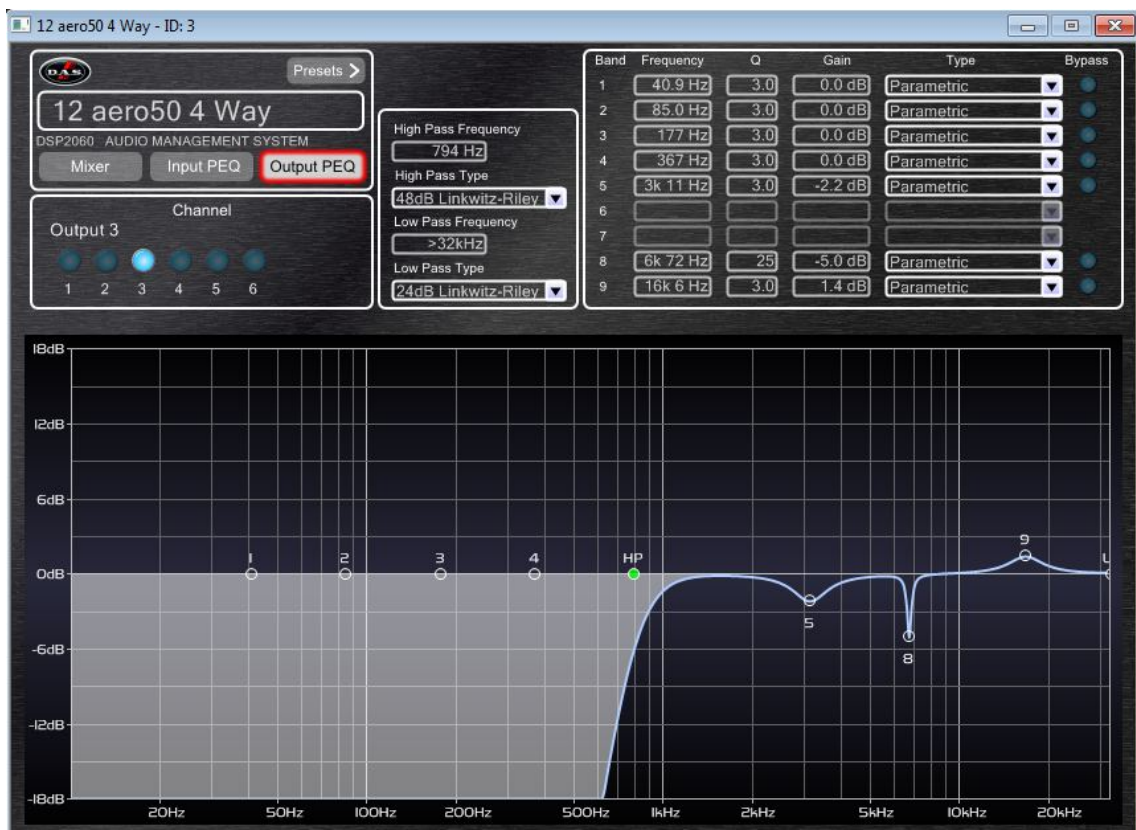 12 aero50 4 Way - ID: 3
D.A.S
Presets >
12 aero50 4 Way
DSP2060 AUDIO MANAGEMENT SYSTEM
Mixer Input PEQ Output PEQ
Channel
Output 3
1 2 3 4 5 6
High Pass Frequency
794 Hz
High Pass Type
48dB Linkwitz-Riley
Low Pass Frequency
>32kHz
Low Pass Type
24dB Linkwitz-Riley
Band Frequency Q Gain Type Bypass
1 40.9 Hz 3.0 0.0 dB Parametric
2 85.0 Hz 3.0 0.0 dB Parametric
3 177 Hz 3.0 0.0 dB Parametric
4 367 Hz 3.0 0.0 dB Parametric
5 3k 11 Hz 3.0 -2.2 dB Parametric
6
7
8 6k 72 Hz 25 -5.0 dB Parametric
9 16k 6 Hz 3.0 1.4 dB Parametric
18dB
12dB
6dB
0dB
-6dB
-12dB
-18dB
1 2 3 4 HP 5 8 9 L
20Hz 50Hz 100Hz 200Hz 500Hz 1kHz 2kHz 5kHz 10kHz 20kHz